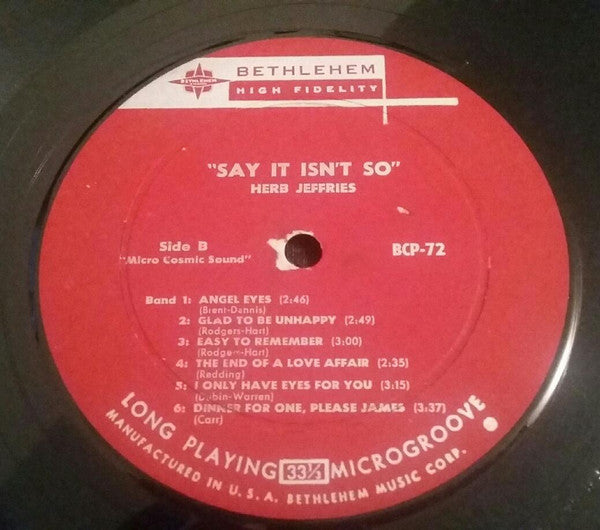 BETHLEHEM
BETHLEHEM
HIGH FIDELITY
"SAY IT ISN'T SO"
HERB JEFFRIES
Side B
"Micro Cosmic Sound"
BCP-72
Band 1: ANGEL EYES (2:46)
(Brent-Dennis)
2: GLAD TO BE UNHAPPY (2:49)
(Rodgers-Hart)
3: EASY TO REMEMBER (3:00)
(Rodgers-Hart)
4: THE END OF A LOVE AFFAIR (2:35)
(Redding)
5: I ONLY HAVE EYES FOR YOU (3:15)
(Dubin-Warren)
6: DINNER FOR ONE, PLEASE JAMES (3:37)
(Carr)
LONG PLAYING 33⅓ MICROGROOVE
MANUFACTURED IN U.S.A. BETHLEHEM MUSIC CORP.